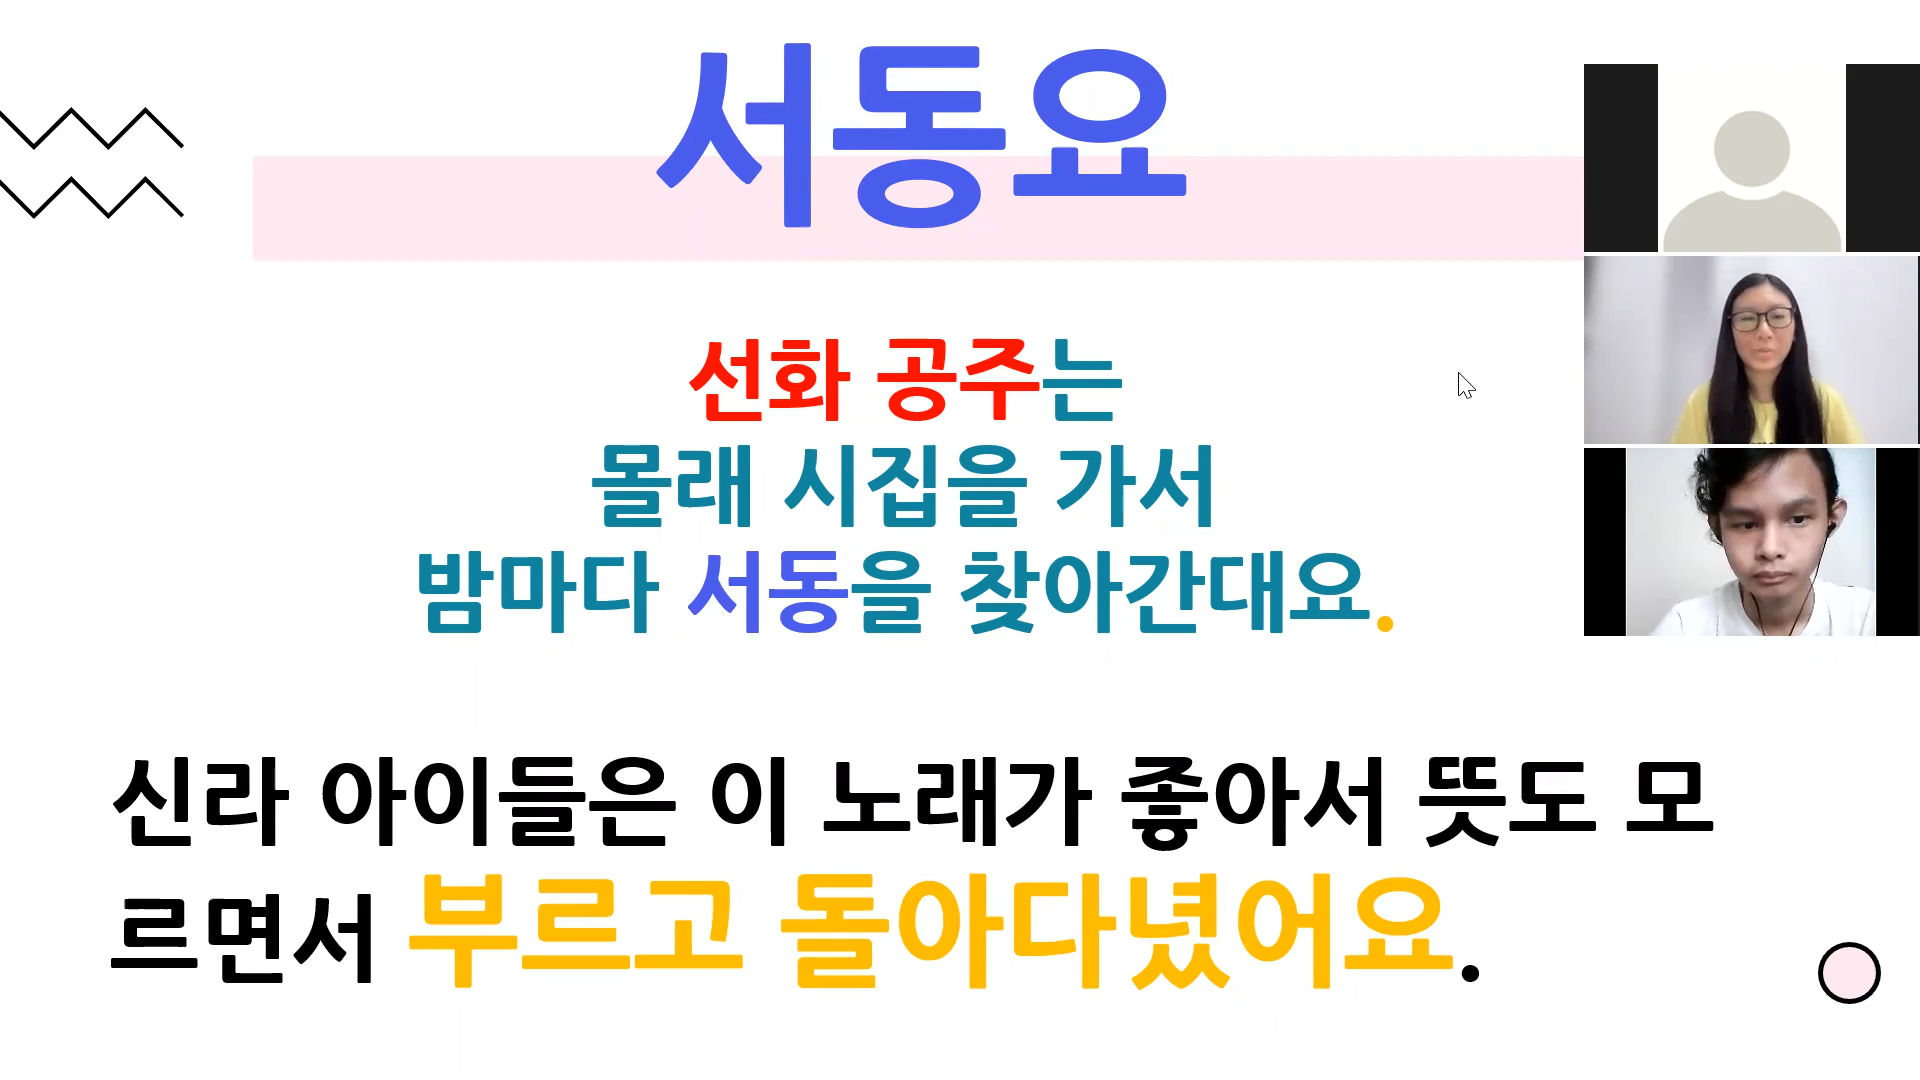 서동요
선화 공주는
몰래 시집을 가서
밤마다 서동을 찾아간대요.
신라 아이들은 이 노래가 좋아서 뜻도 모
르면서 부르고 돌아다녔어요.